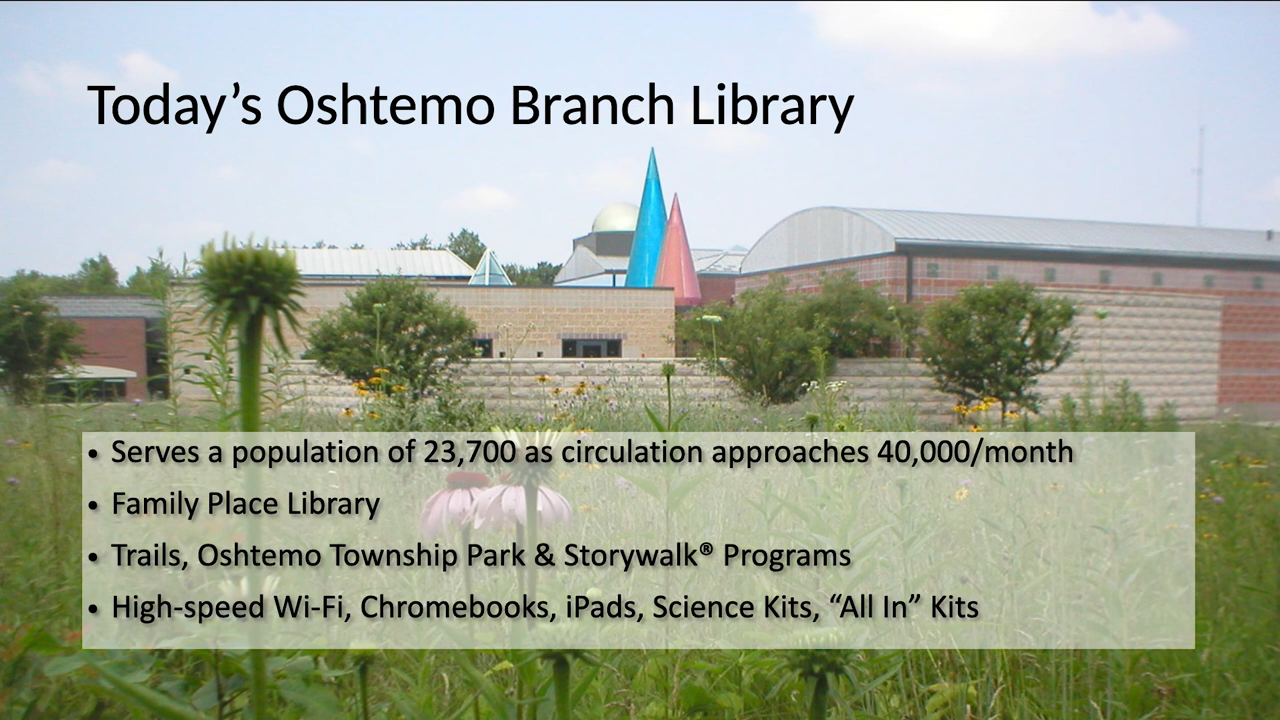 Today’s Oshtemo Branch Library
• Serves a population of 23,700 as circulation approaches 40,000/month
• Family Place Library
• Trails, Oshtemo Township Park & Storywalk® Programs
• High-speed Wi-Fi, Chromebooks, iPads, Science Kits, “All In” Kits